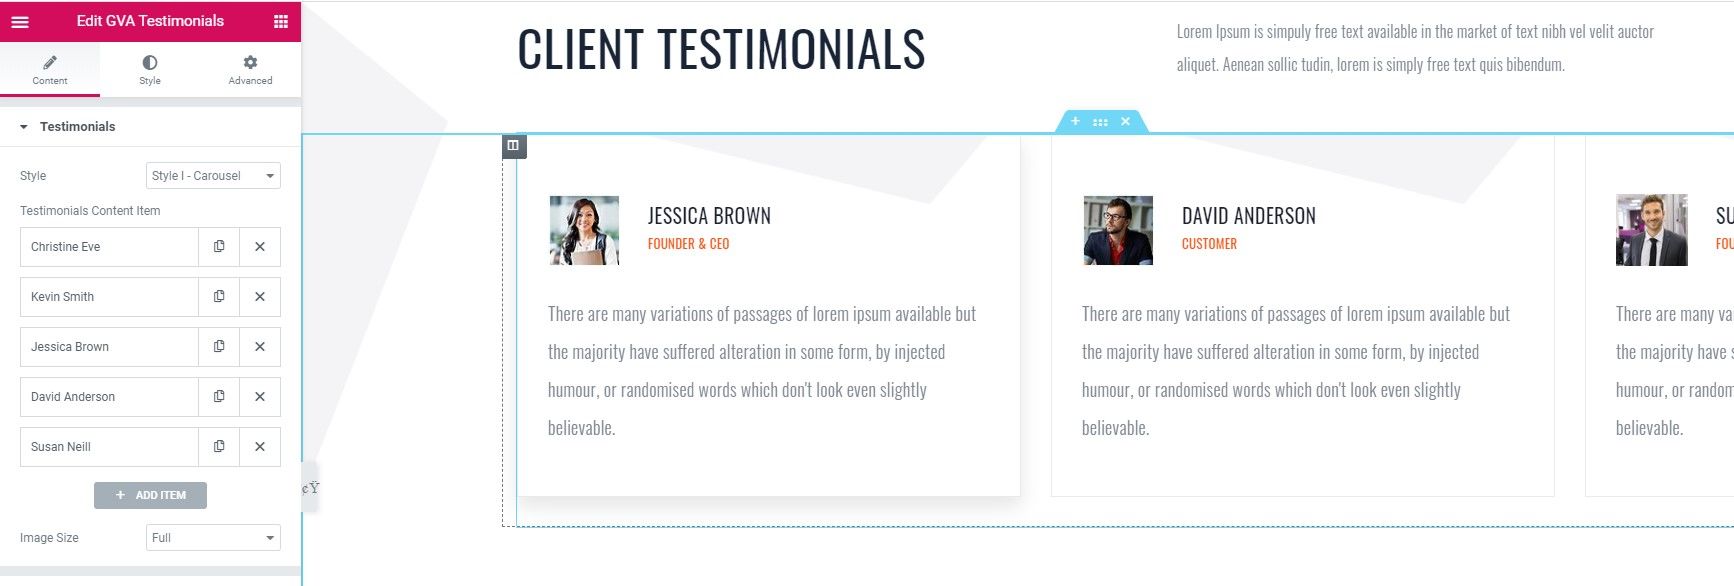 Edit GVA Testimonials
Content
Style
Advanced
Testimonials
Style
Style I - Carousel
Testimonials Content Item
Christine Eve
Kevin Smith
Jessica Brown
David Anderson
Susan Neill
+ ADD ITEM
Image Size
Full
CLIENT TESTIMONIALS
Lorem Ipsum is simpuly free text available in the market of text nibh vel velit auctor
aliquet. Aenean sollic tudin, lorem is simply free text quis bibendum.
JESSICA BROWN
FOUNDER & CEO
There are many variations of passages of lorem ipsum available but
the majority have suffered alteration in some form, by injected
humour, or randomised words which don't look even slightly
believable.
DAVID ANDERSON
CUSTOMER
There are many variations of passages of lorem ipsum available but
the majority have suffered alteration in some form, by injected
humour, or randomised words which don't look even slightly
believable.
SU
FOU
There are many va
the majority have s
humour, or random
believable.